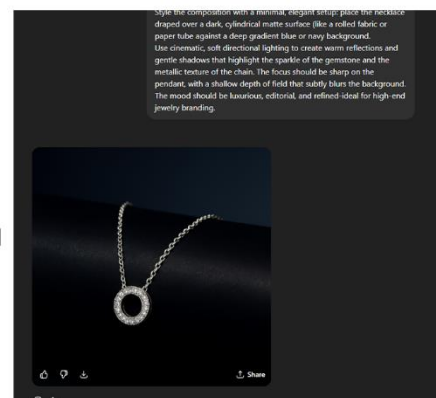 Style the composition with a minimal, elegant setup: place the necklace
draped over a dark, cylindrical matte surface (like a rolled fabric or
paper tube against a deep gradient blue or navy background.
Use cinematic, soft directional lighting to create warm reflections and
gentle shadows that highlight the sparkle of the gemstone and the
metallic texture of the chain. The focus should be sharp on the
pendant, with a shallow depth of field that subtly blurs the background.
The mood should be luxurious, editorial, and refined-ideal for high-end
jewelry branding.
Share